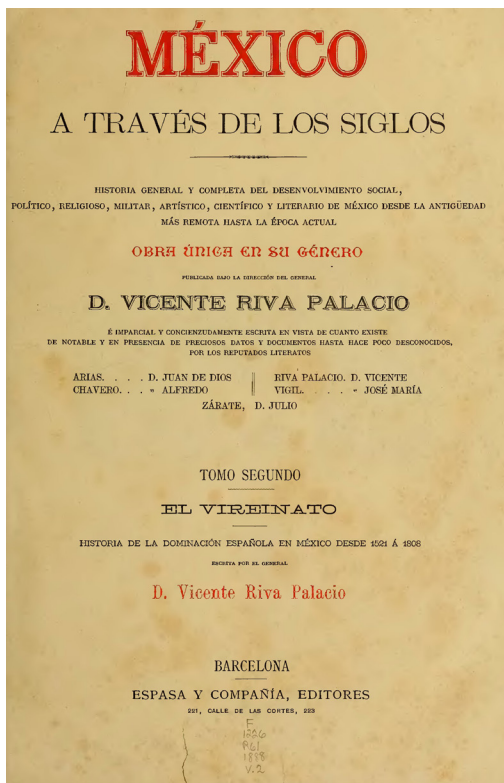 MÉXICO
A TRAVÉS DE LOS SIGLOS
HISTORIA GENERAL Y COMPLETA DEL DESENVOLVIMIENTO SOCIAL,
POLÍTICO, RELIGIOSO, MILITAR, ARTÍSTICO, CIENTÍFICO Y LITERARIO DE MÉXICO DESDE LA ANTIGÜEDAD
MÁS REMOTA HASTA LA ÉPOCA ACTUAL
OBRA ÚNICA EN SU GÉNERO
PUBLICADA BAJO LA DIRECCIÓN DEL GENERAL
D. VICENTE RIVA PALACIO
É IMPARCIAL Y CONCIENZUDAMENTE ESCRITA EN VISTA DE CUANTO EXISTE
DE NOTABLE Y EN PRESENCIA DE PRECIOSOS DATOS Y DOCUMENTOS HASTA HACE POCO DESCONOCIDOS,
POR LOS REPUTADOS LITERATOS
ARIAS. . . . D. JUAN DE DIOS
CHAVERO. . . » ALFREDO
RIVA PALACIO. D. VICENTE
VIGIL. . . . . » JOSÉ MARÍA
ZÁRATE, D. JULIO
TOMO SEGUNDO
EL VIREINATO
HISTORIA DE LA DOMINACIÓN ESPAÑOLA EN MÉXICO DESDE 1521 Á 1808
ESCRITA POR EL GENERAL
D. Vicente Riva Palacio
BARCELONA
ESPASA Y COMPAÑÍA, EDITORES
221, CALLE DE LAS CORTES, 223
F
1226
R61
1888
V.2